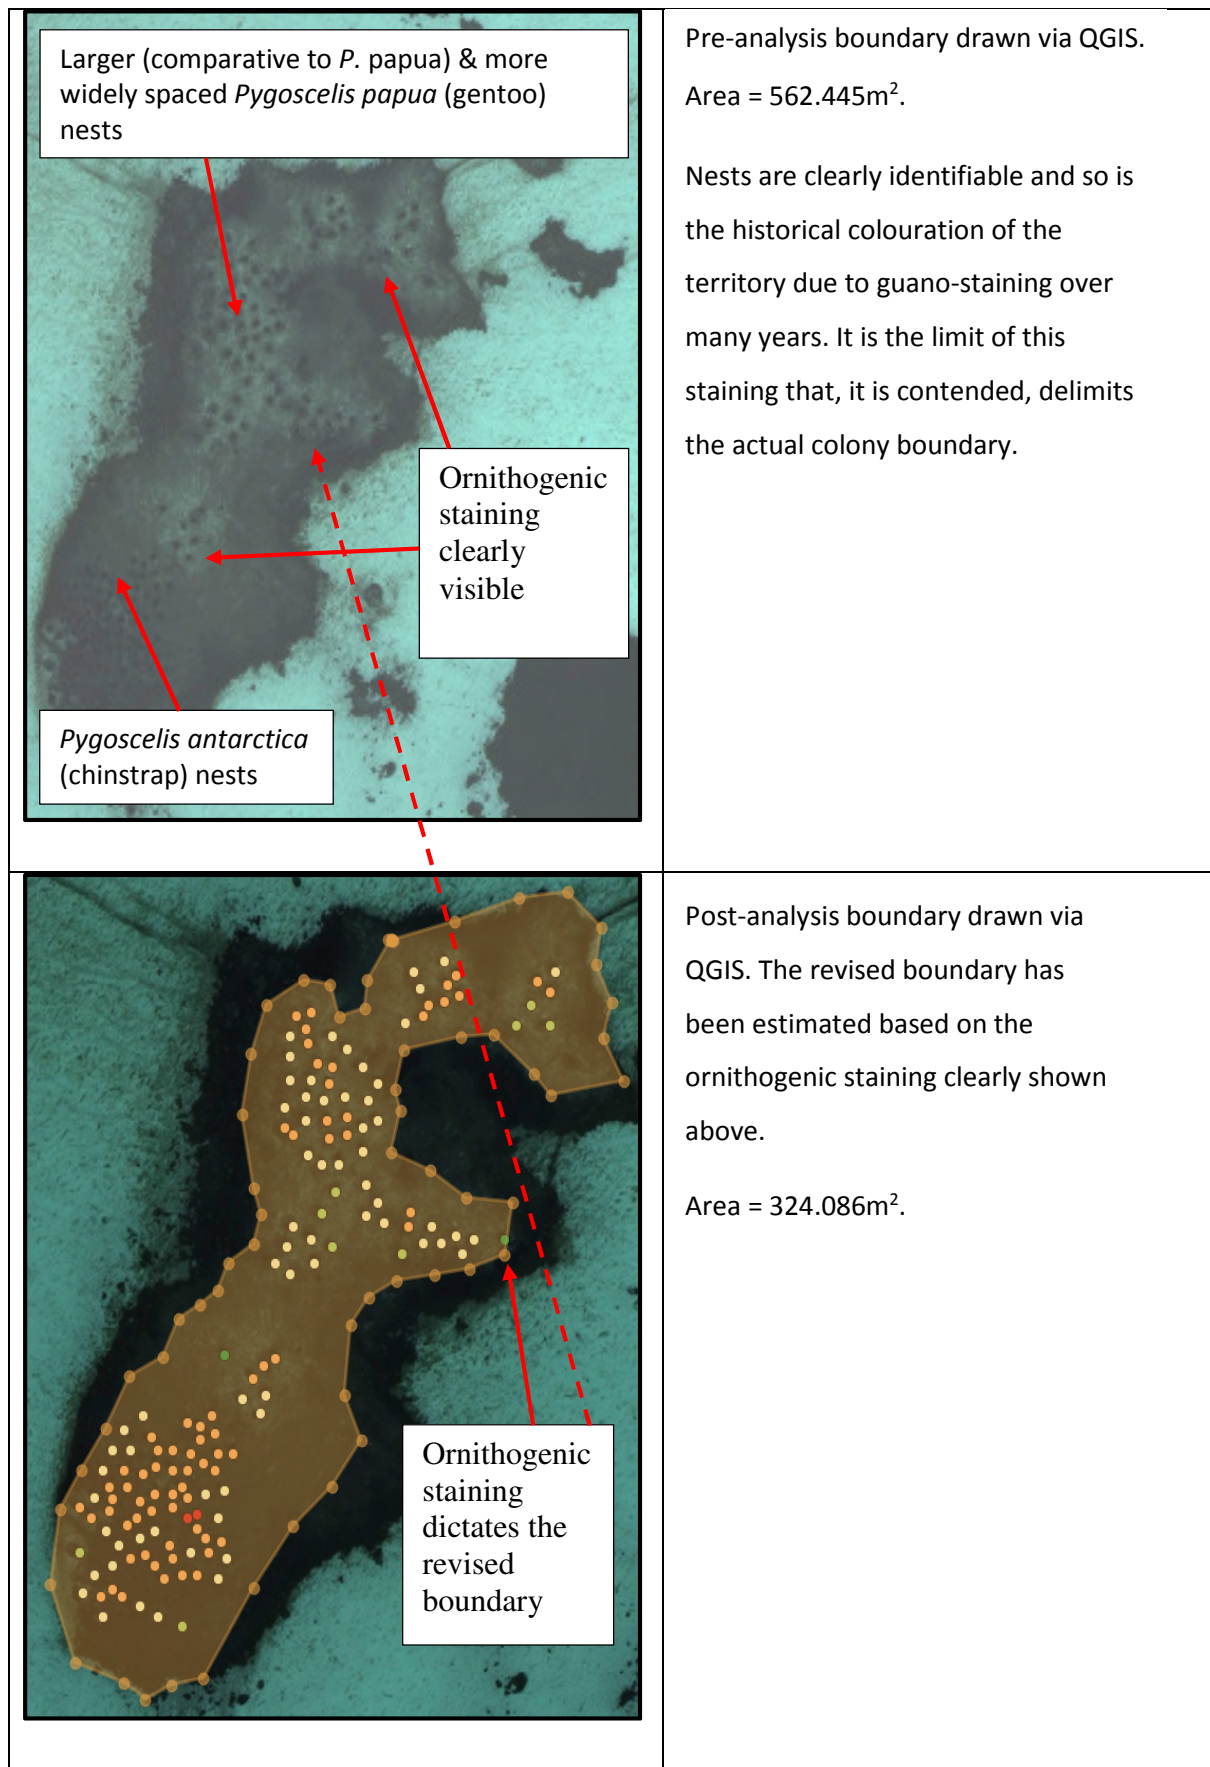 Larger (comparative to P. papua) & more
widely spaced Pygoscelis papua (gentoo)
nests
Ornithogenic
staining
clearly
visible
Pygoscelis antarctica
(chinstrap) nests
Pre-analysis boundary drawn via QGIS.
Area = 562.445m².
Nests are clearly identifiable and so is
the historical colouration of the
territory due to guano-staining over
many years. It is the limit of this
staining that, it is contended, delimits
the actual colony boundary.
Ornithogenic
staining
dictates the
revised
boundary
Post-analysis boundary drawn via
QGIS. The revised boundary has
been estimated based on the
ornithogenic staining clearly shown
above.
Area = 324.086m².